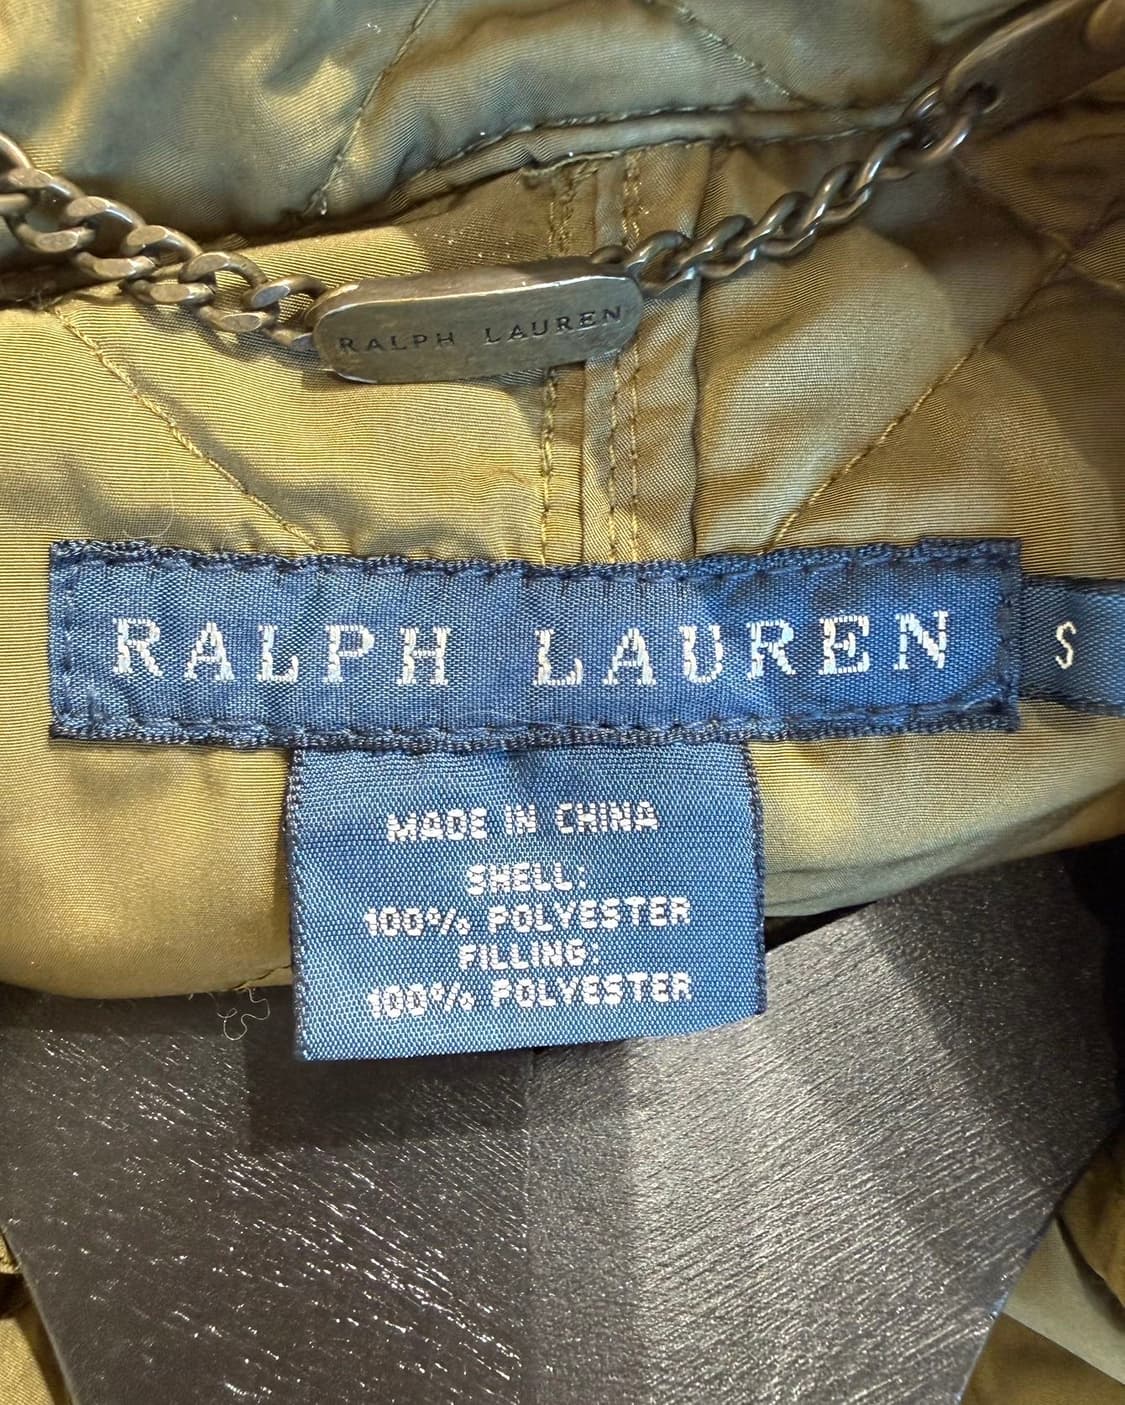 RALPH LAUREN
RALPH LAUREN
S
MADE IN CHINA
SHELL:
100% POLYESTER
FILLING:
100% POLYESTER